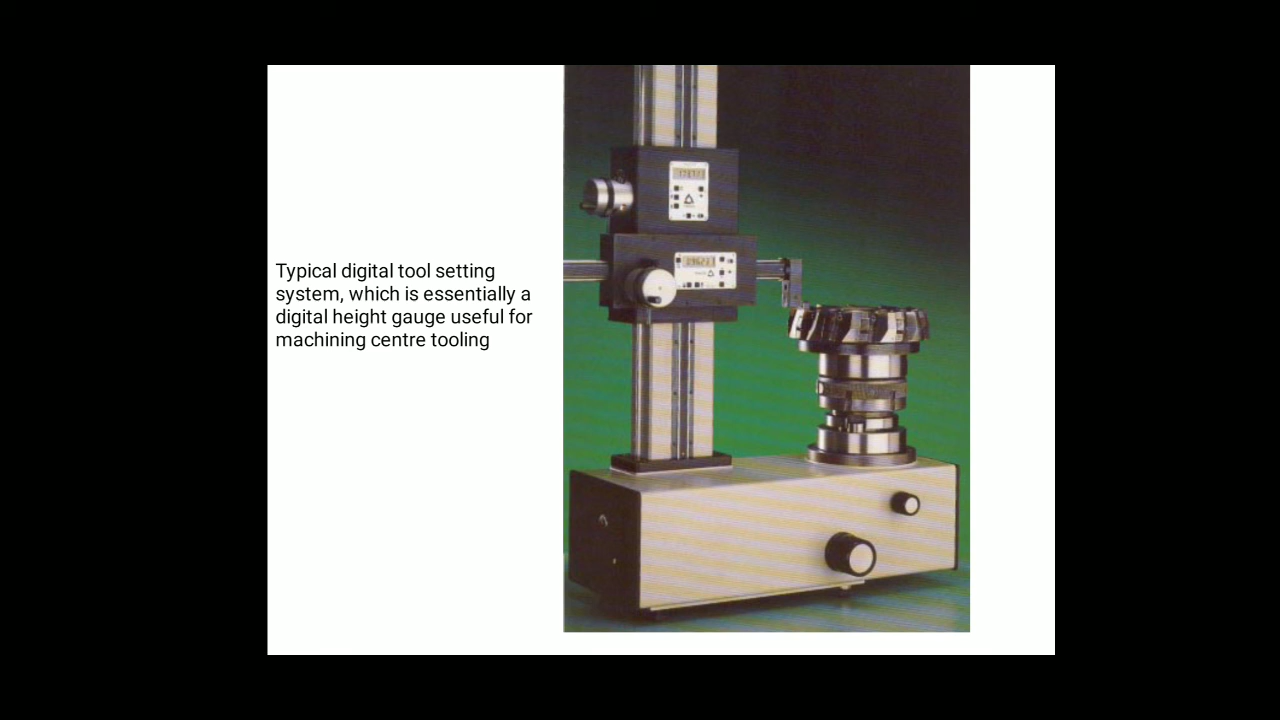 Typical digital tool setting
system, which is essentially a
digital height gauge useful for
machining centre tooling